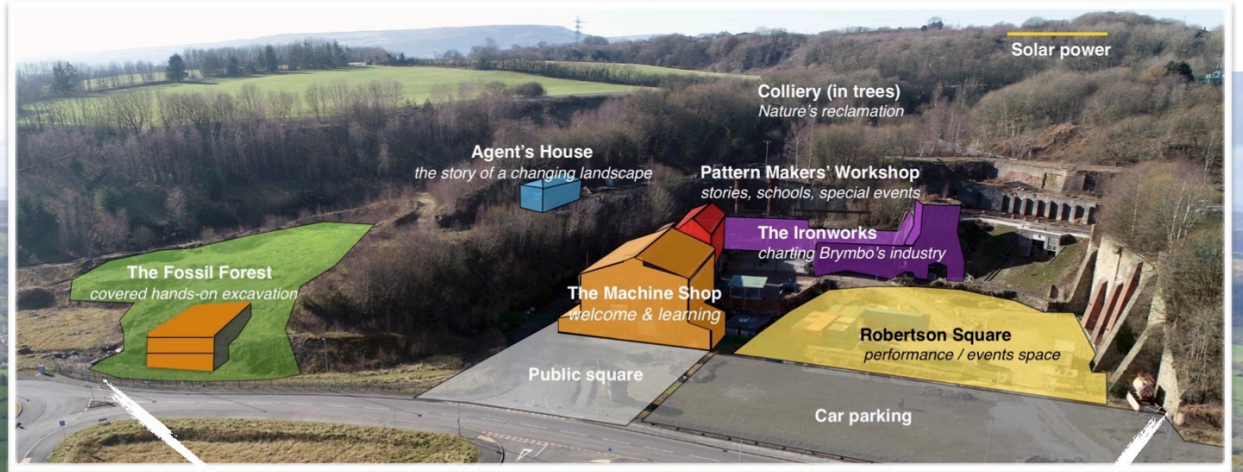 Solar power
Colliery (in trees)
Nature's reclamation
Agent's House
the story of a changing landscape
Pattern Makers' Workshop
stories, schools, special events
The Ironworks
charting Brymbo's industry
The Fossil Forest
covered hands-on excavation
The Machine Shop
welcome & learning
Robertson Square
performance / events space
Public square
Car parking